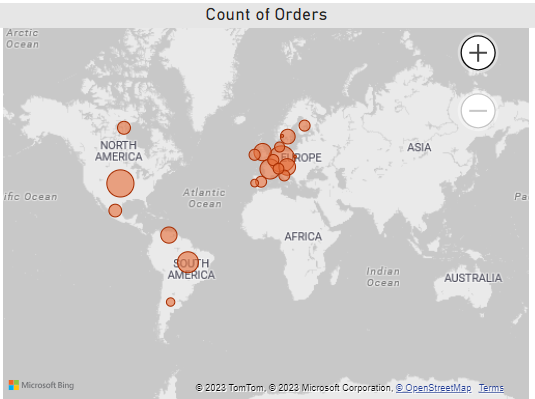 Count of Orders
Arctic
Ocean
NORTH
AMERICA
EUROPE
ASIA
Atlantic
Ocean
ific Ocean
Pa
AFRICA
SOUTH
AMERICA
Indian
Ocean
AUSTRALIA
Microsoft Bing
© 2023 TomTom, © 2023 Microsoft Corporation, © OpenStreetMap Terms